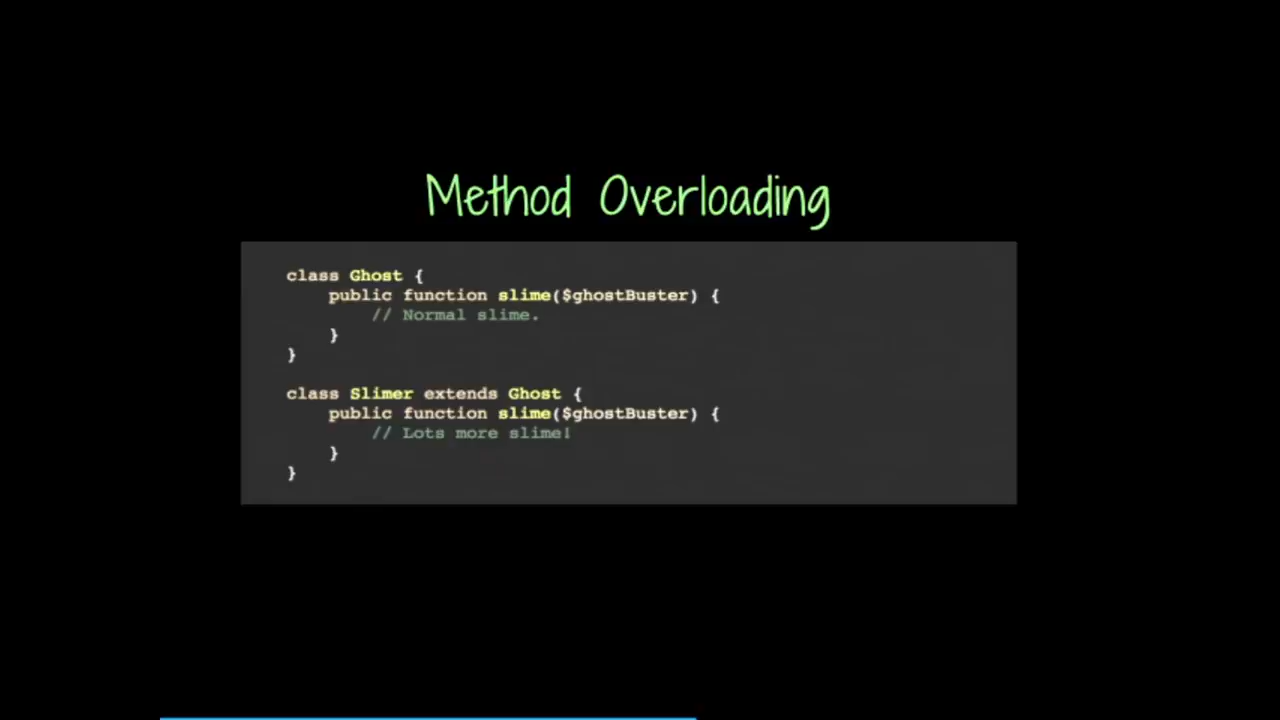 Method Overloading
class Ghost {
    public function slime($ghostBuster) {
        // Normal slime.
    }
}
class Slimer extends Ghost {
    public function slime($ghostBuster) {
        // Lots more slime!
    }
}